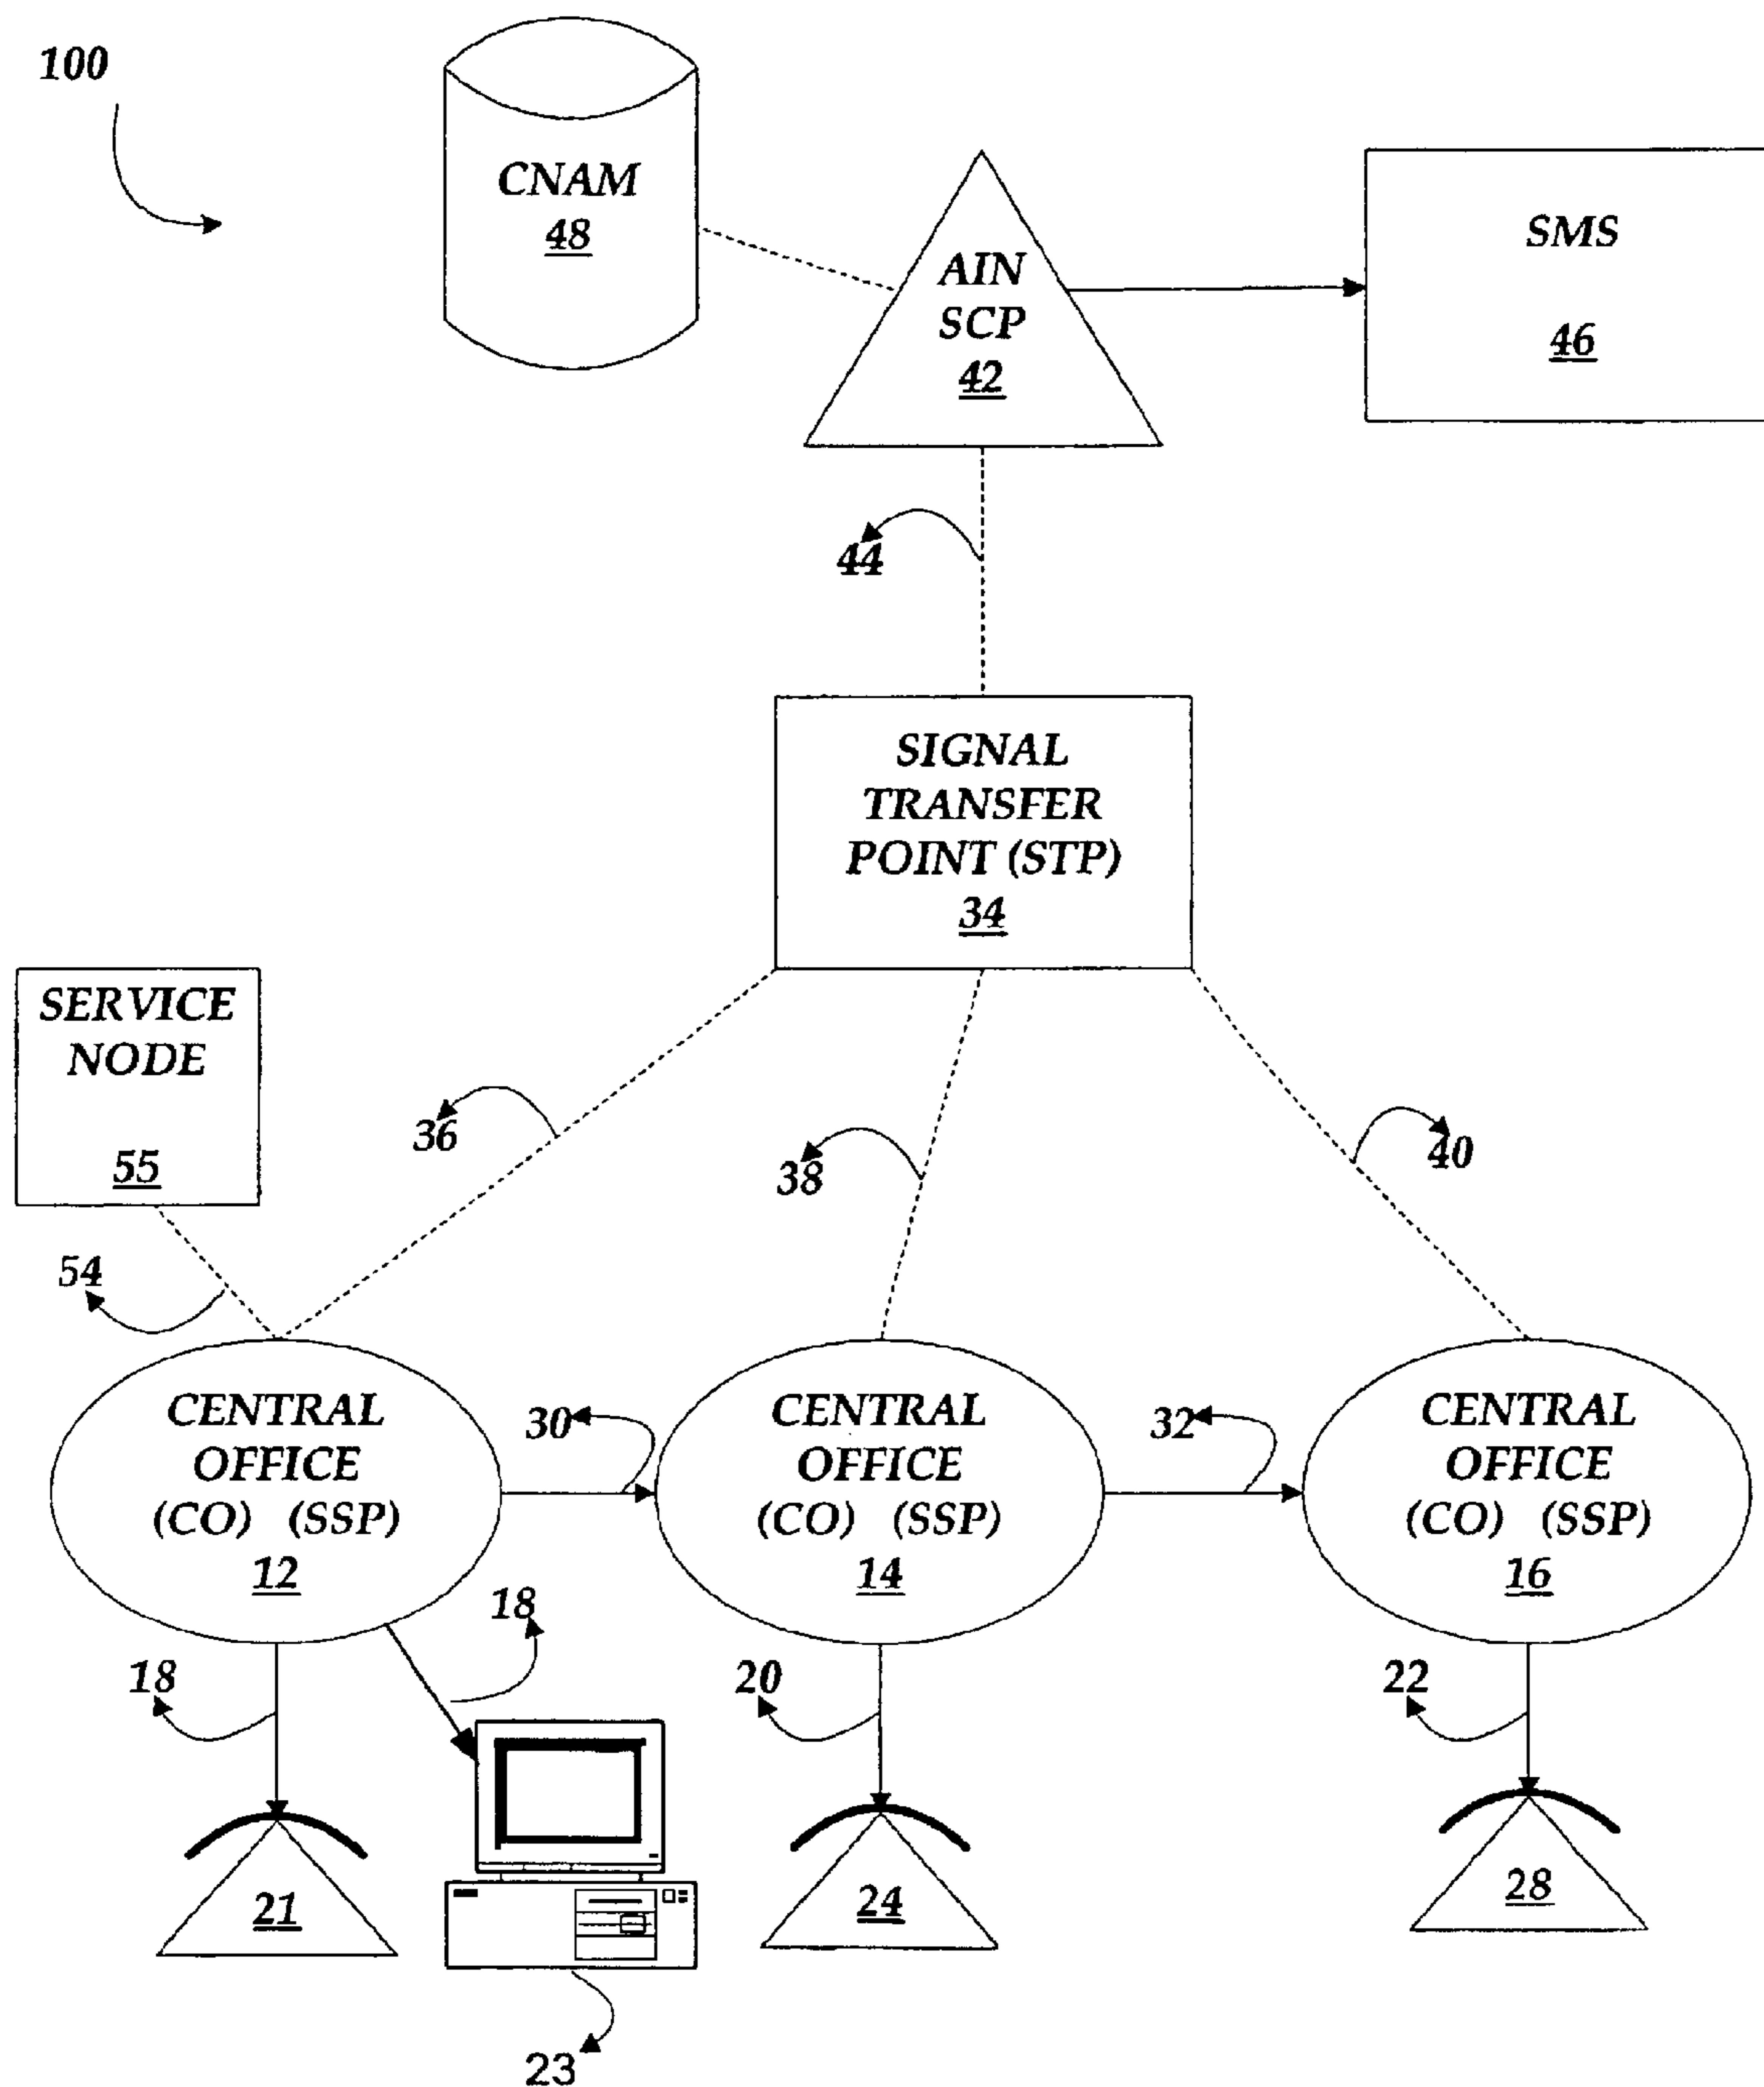 100
CNAM
48
AIN
SCP
42
SMS
46
44
SIGNAL
TRANSFER
POINT (STP)
34
SERVICE
NODE
55
36
38
40
54
CENTRAL
OFFICE
(CO) (SSP)
12
30
CENTRAL
OFFICE
(CO) (SSP)
14
32
CENTRAL
OFFICE
(CO) (SSP)
16
18
18
20
22
21
24
28
23